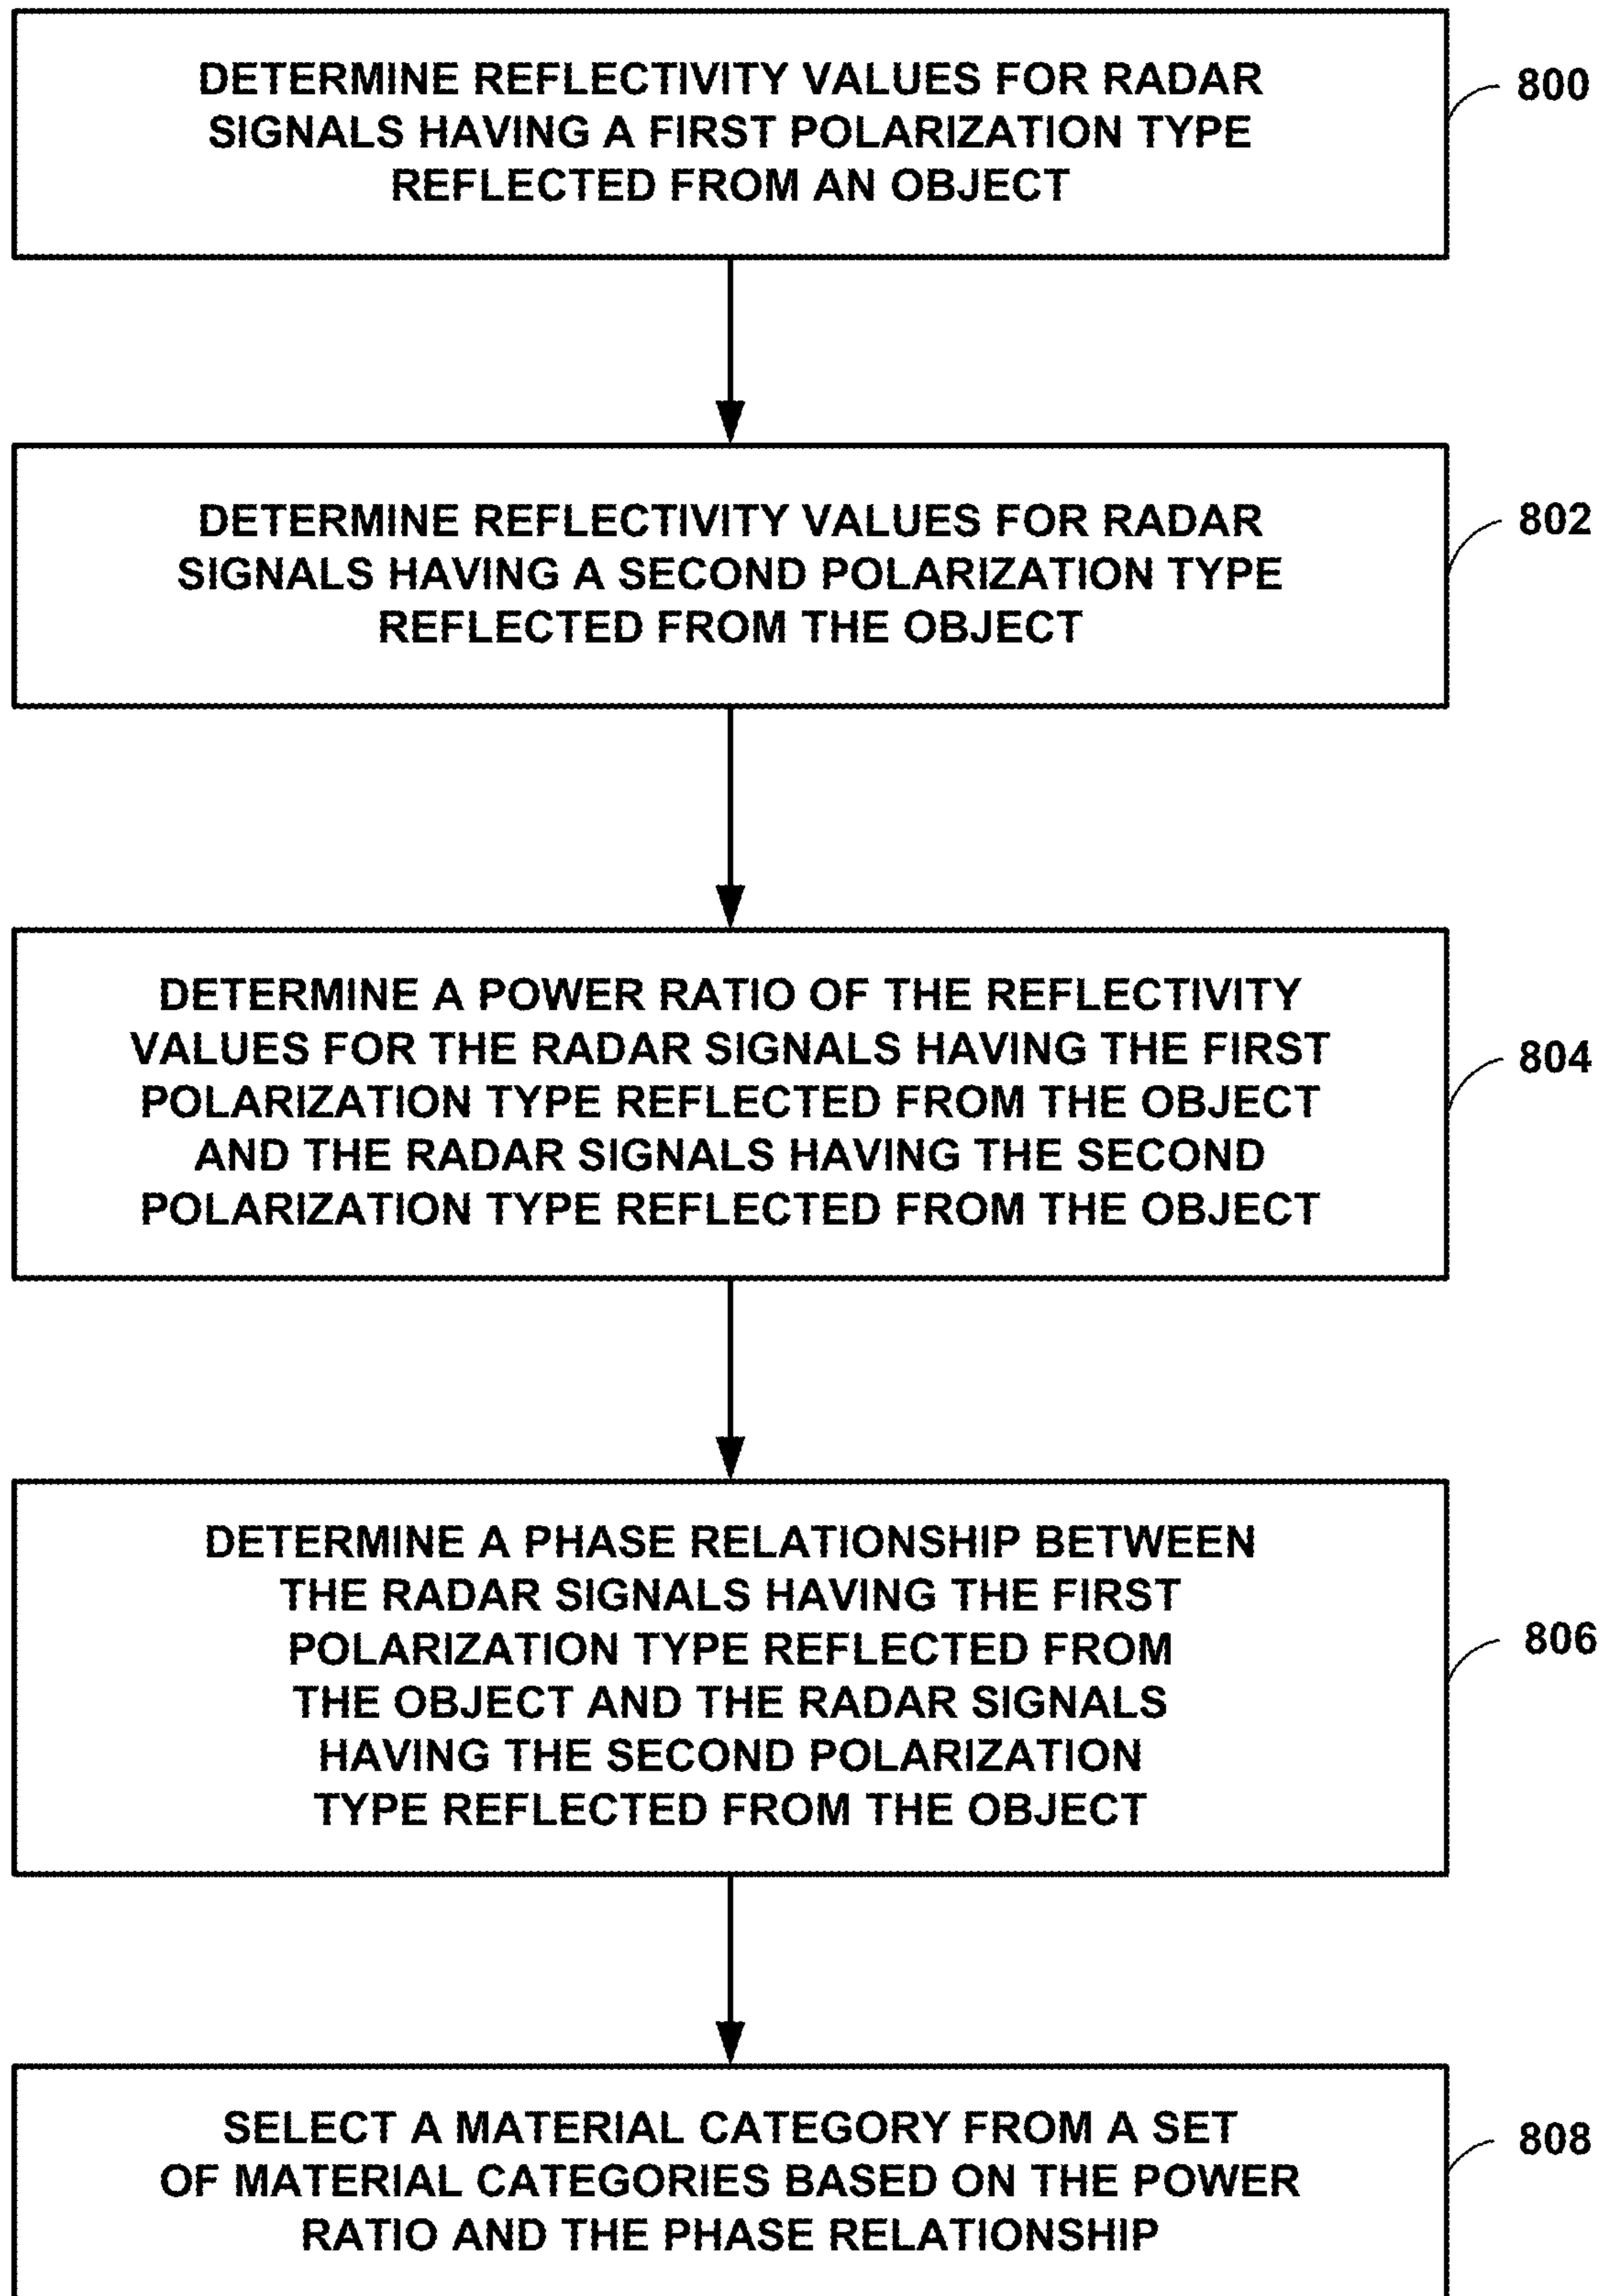 DETERMINE REFLECTIVITY VALUES FOR RADAR
SIGNALS HAVING A FIRST POLARIZATION TYPE
REFLECTED FROM AN OBJECT
800
DETERMINE REFLECTIVITY VALUES FOR RADAR
SIGNALS HAVING A SECOND POLARIZATION TYPE
REFLECTED FROM THE OBJECT
802
DETERMINE A POWER RATIO OF THE REFLECTIVITY
VALUES FOR THE RADAR SIGNALS HAVING THE FIRST
POLARIZATION TYPE REFLECTED FROM THE OBJECT
AND THE RADAR SIGNALS HAVING THE SECOND
POLARIZATION TYPE REFLECTED FROM THE OBJECT
804
DETERMINE A PHASE RELATIONSHIP BETWEEN
THE RADAR SIGNALS HAVING THE FIRST
POLARIZATION TYPE REFLECTED FROM
THE OBJECT AND THE RADAR SIGNALS
HAVING THE SECOND POLARIZATION
TYPE REFLECTED FROM THE OBJECT
806
SELECT A MATERIAL CATEGORY FROM A SET
OF MATERIAL CATEGORIES BASED ON THE POWER
RATIO AND THE PHASE RELATIONSHIP
808